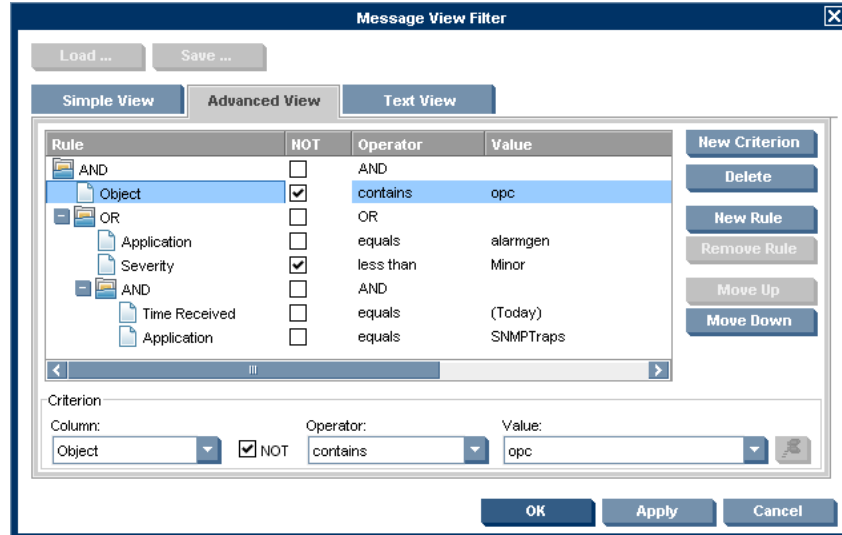 Message View Filter
Load ... Save ...
Simple View Advanced View Text View
Rule NOT Operator Value New Criterion
AND AND
Delete
Object contains opc
OR OR New Rule
Application equals alarmgen
Remove Rule
Severity less than Minor
AND AND Move Up
Time Received equals (Today)
Move Down
Application equals SNMPTraps
Criterion
Column: Operator: Value:
Object NOT contains opc
OK Apply Cancel